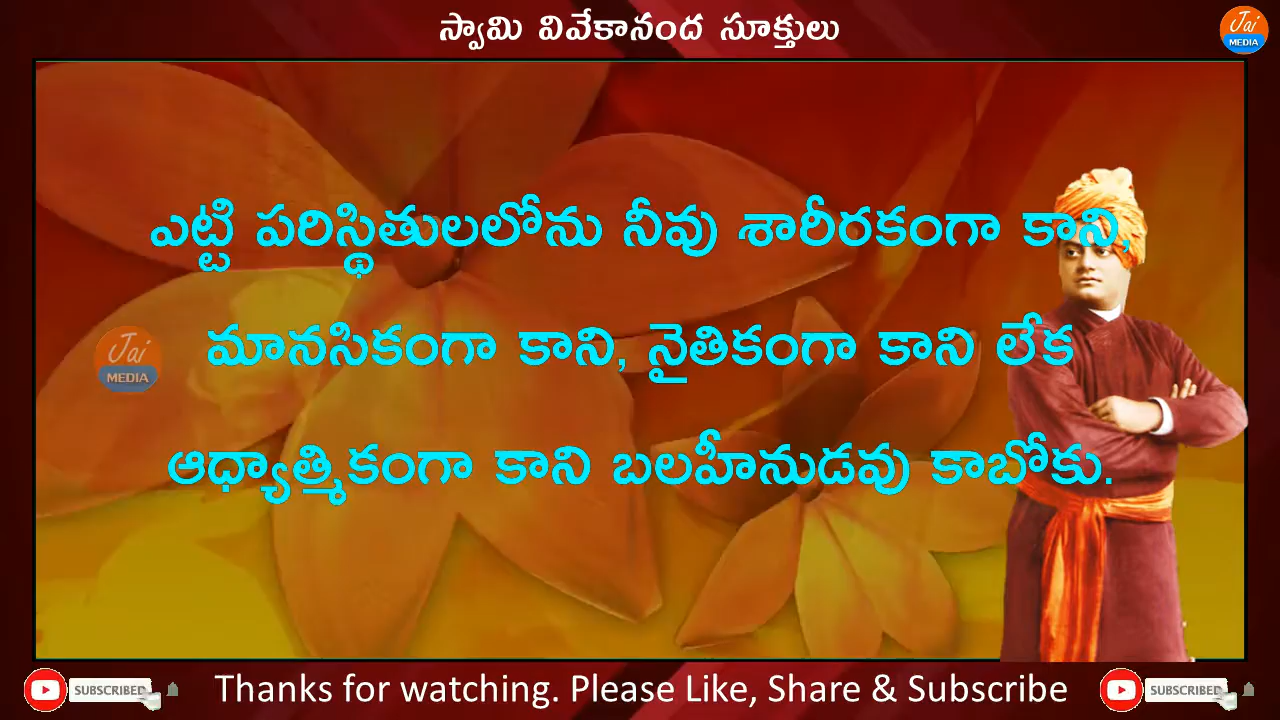 స్వామి వివేకానంద సూక్తులు
Jai
MEDIA
ఎట్టి పరిస్థితులలోను నీవు శారీరకంగా కాని,
Jai
MEDIA
మానసికంగా కాని, నైతికంగా కాని లేక
ఆధ్యాత్మికంగా కాని బలహీనుడవు కాబోకు.
SUBSCRIBED
Thanks for watching. Please Like, Share & Subscribe
SUBSCRIBED